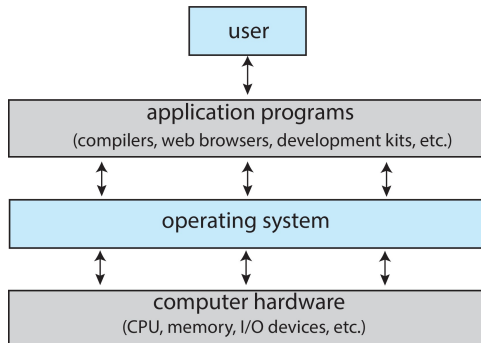 user
application programs
(compilers, web browsers, development kits, etc.)
operating system
computer hardware
(CPU, memory, I/O devices, etc.)